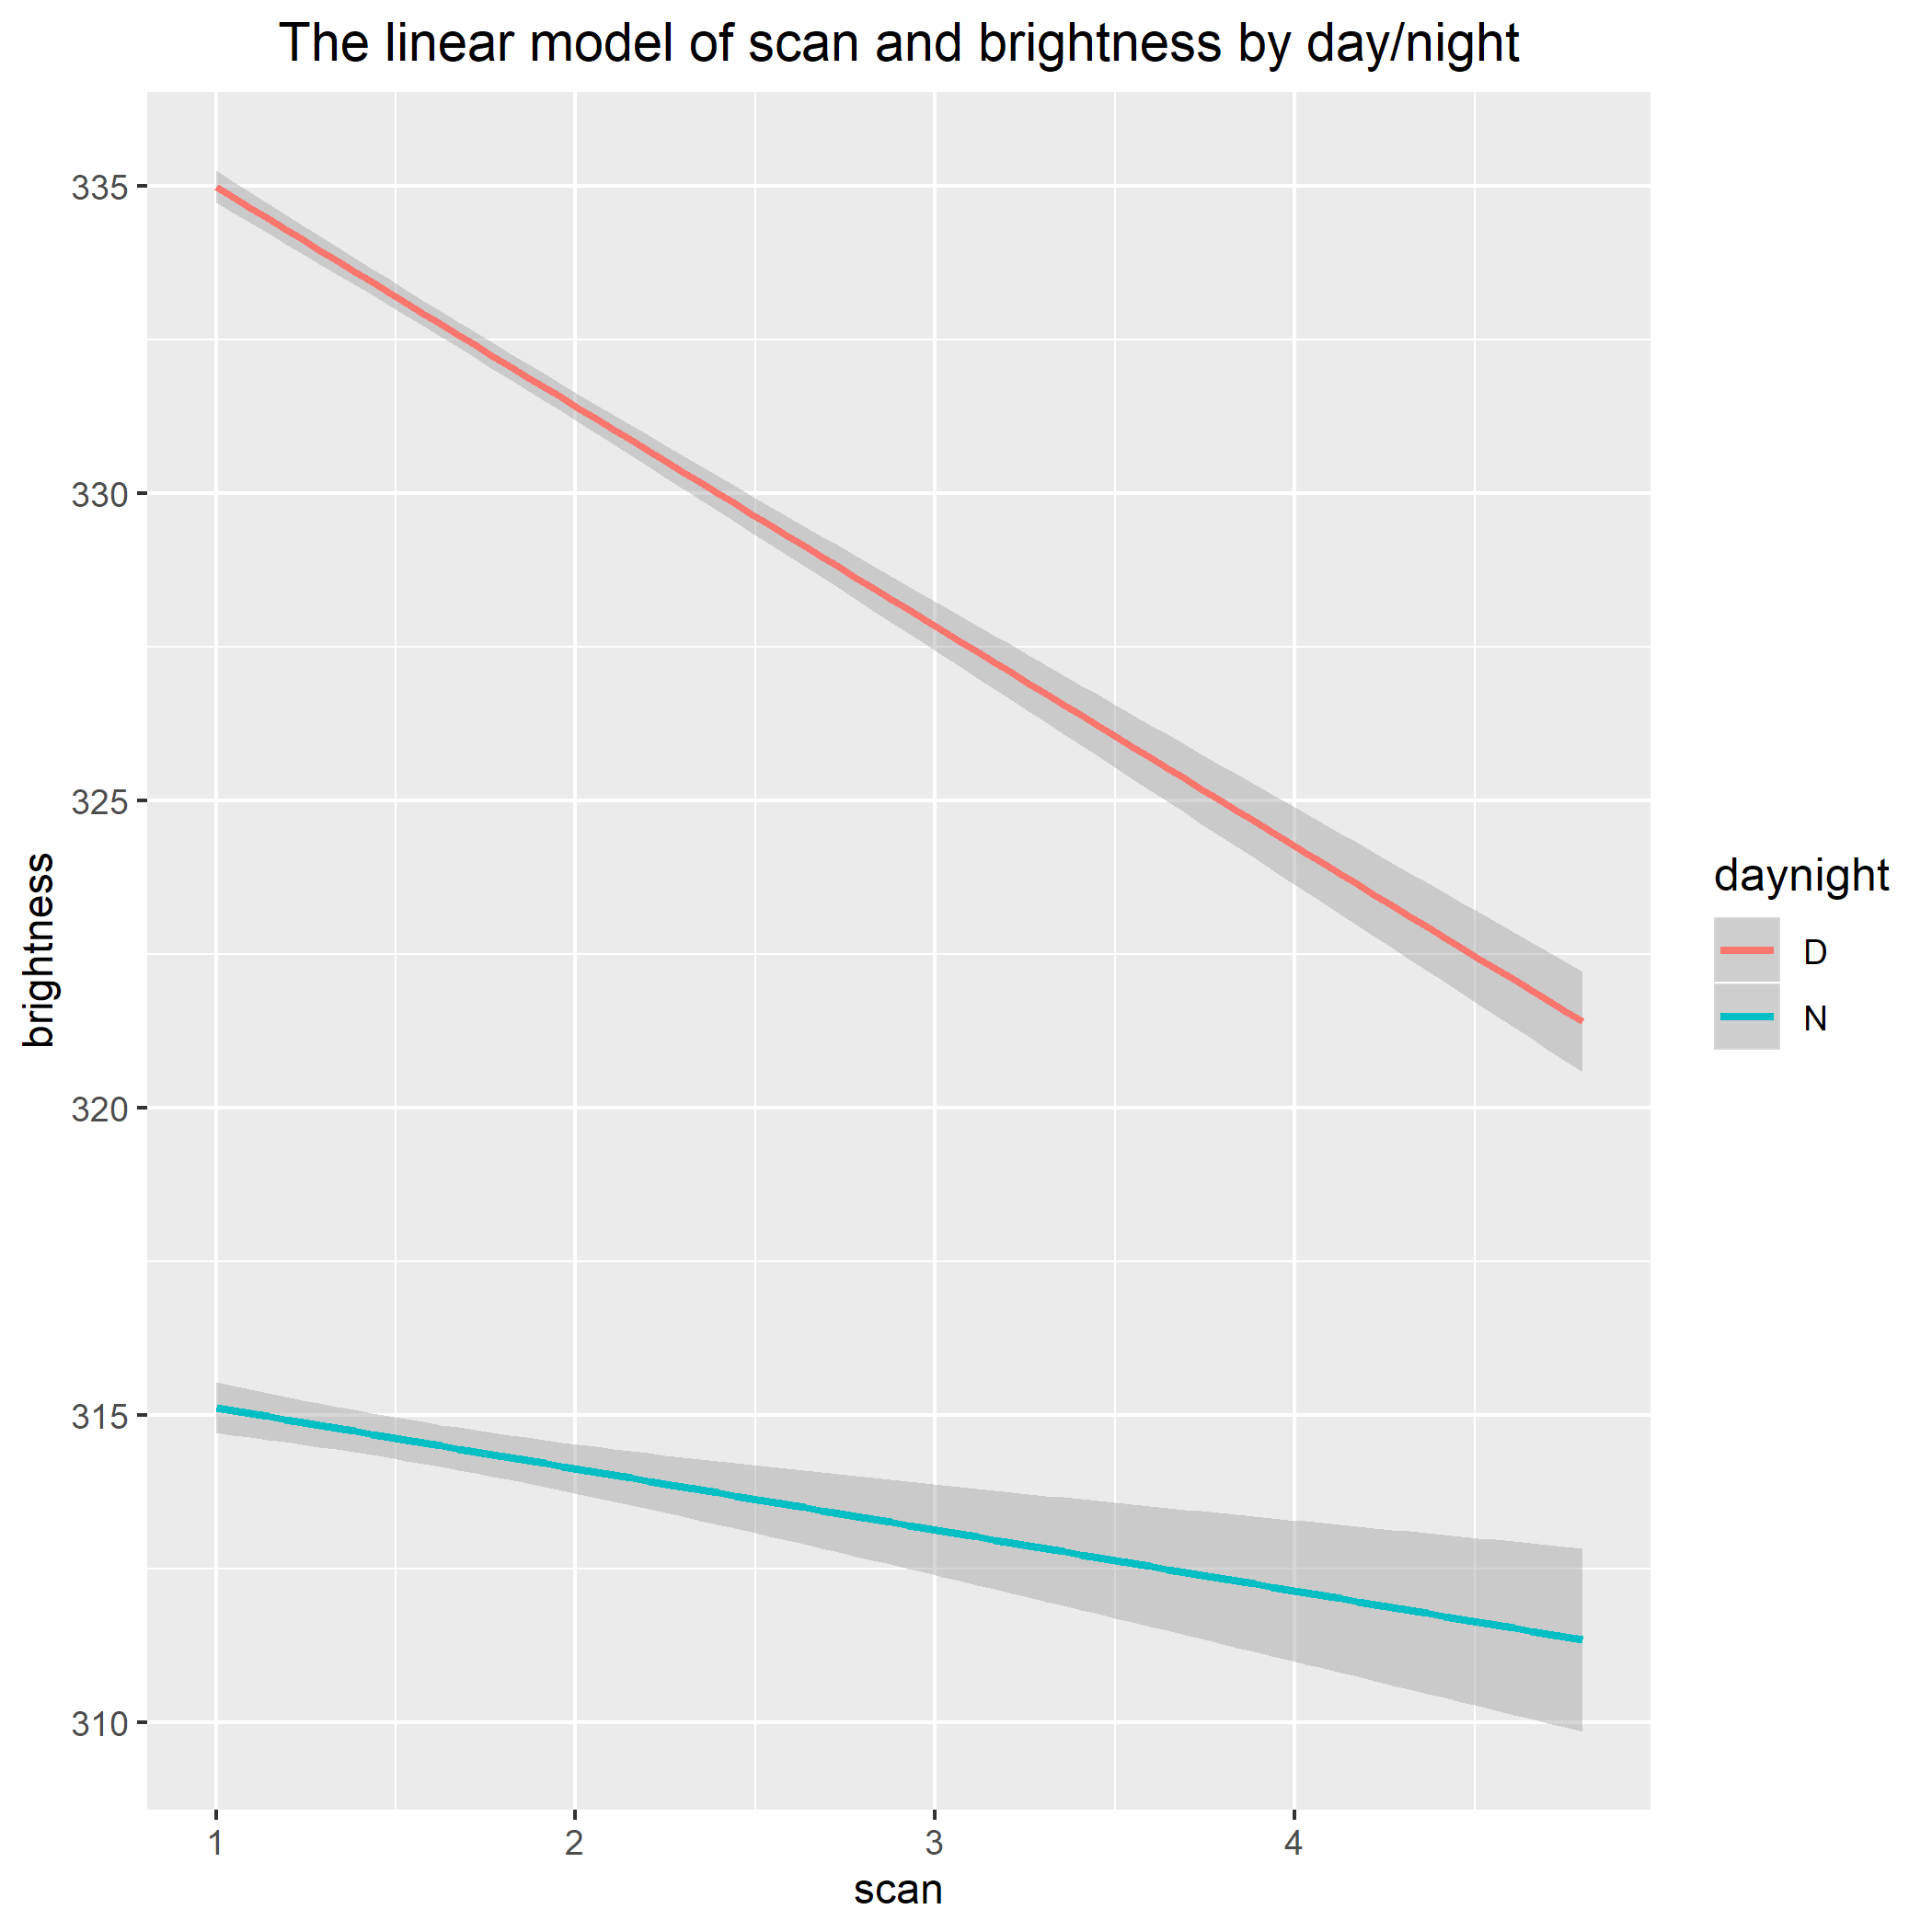 The linear model of scan and brightness by day/night
335
330
325
320
315
310
brightness
1 2 3 4
scan
daynight
D
N